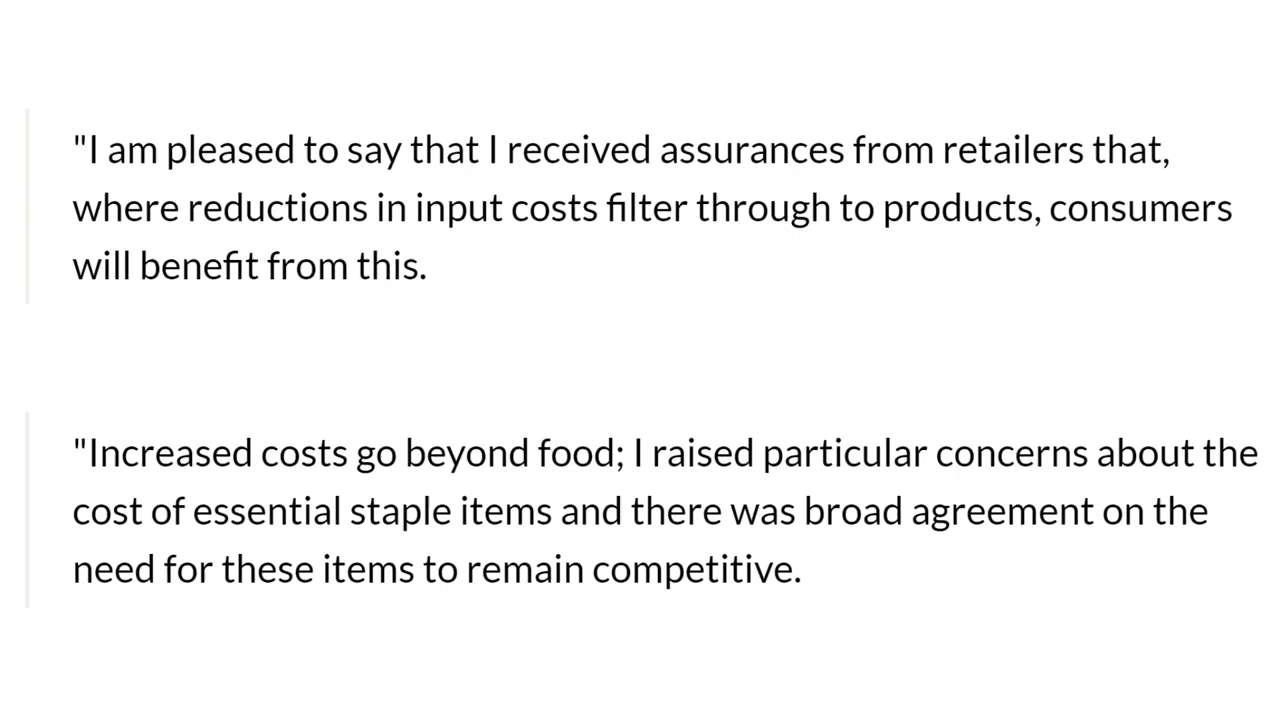 "I am pleased to say that I received assurances from retailers that,
where reductions in input costs filter through to products, consumers
will benefit from this.
"Increased costs go beyond food; I raised particular concerns about the
cost of essential staple items and there was broad agreement on the
need for these items to remain competitive.